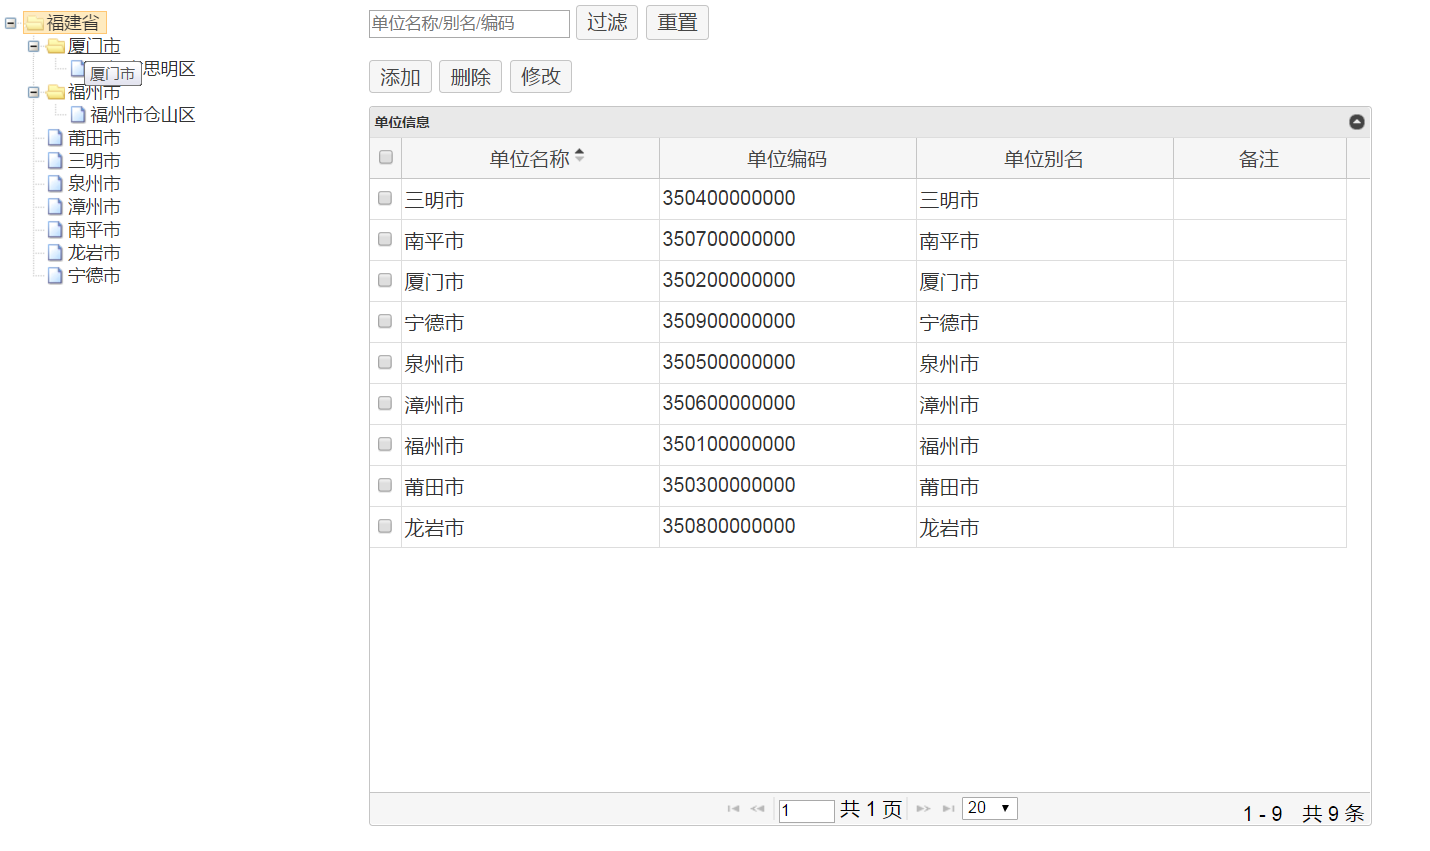 福建省
厦门市
思明区
厦门市
福州市
福州市仓山区
莆田市
三明市
泉州市
漳州市
南平市
龙岩市
宁德市
单位名称/别名/编码 过滤 重置
添加 删除 修改
单位信息
单位名称 单位编码 单位别名 备注
三明市 350400000000 三明市
南平市 350700000000 南平市
厦门市 350200000000 厦门市
宁德市 350900000000 宁德市
泉州市 350500000000 泉州市
漳州市 350600000000 漳州市
福州市 350100000000 福州市
莆田市 350300000000 莆田市
龙岩市 350800000000 龙岩市
1 共 1 页 20 1 - 9 共 9 条